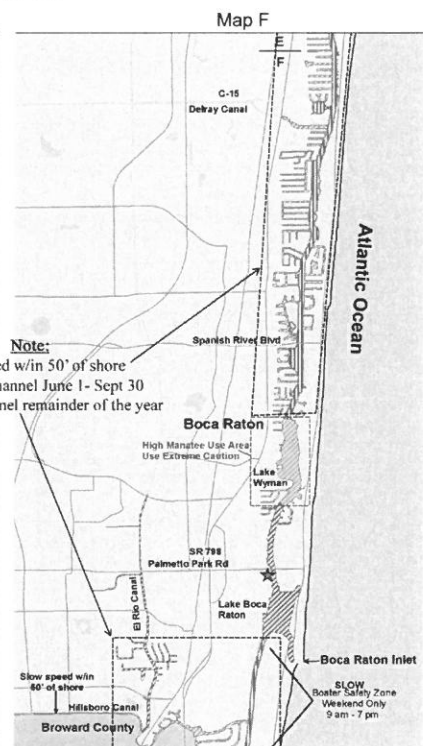 Map F
E
F
C-15
Delray Canal
Atlantic Ocean
Spanish River Blvd
Note:
ed w/in 50' of shore
hannel June 1- Sept 30
nel remainder of the year
Boca Raton
High Manatee Use Area
Use Extreme Caution
Lake
Wyman
SR 798
Palmetto Park Rd
El Rio Canal
Lake Boca
Raton
Boca Raton Inlet
Slow speed w/in
50' of shore
SLOW
Boater Safety Zone
Weekend Only
9 am - 7 pm
Hillsboro Canal
Broward County